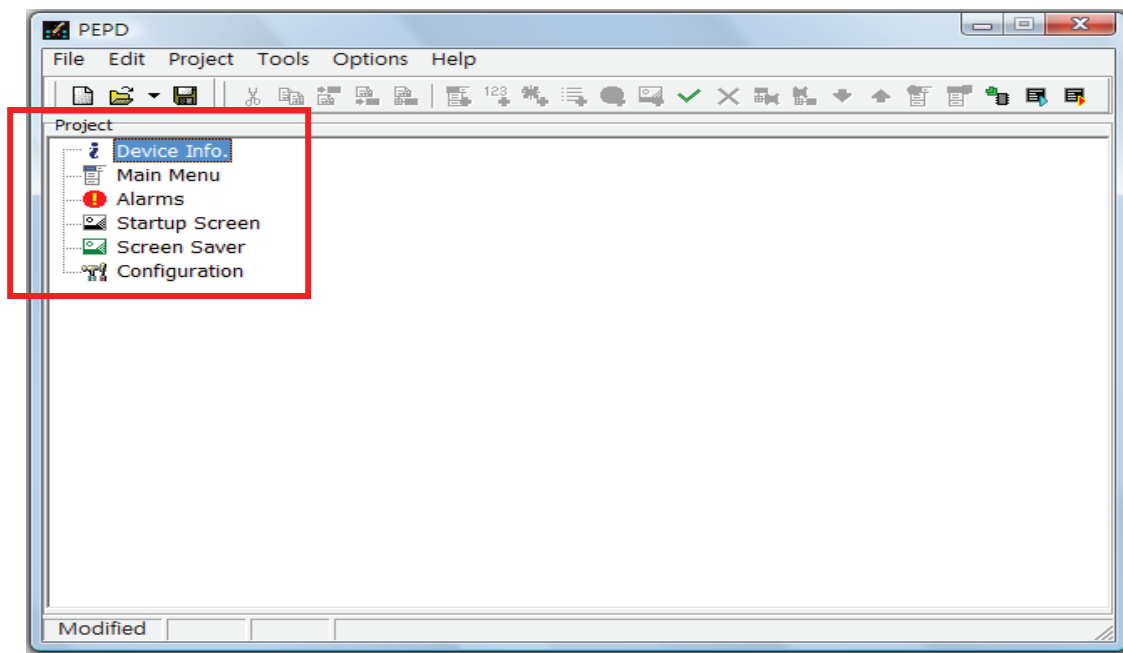 PEPD
File Edit Project Tools Options Help
123
Project
Device Info.
Main Menu
Alarms
Startup Screen
Screen Saver
Configuration
Modified